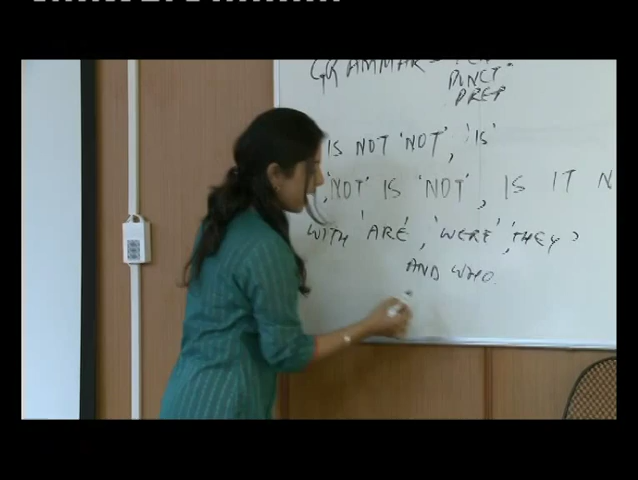 GRAMMAR -
PUNCT.
PREP
IS NOT 'NOT', 'IS'
'NOT' IS 'NOT', IS IT N
WITH 'ARE', 'WERE', 'THEY?
AND WHO.